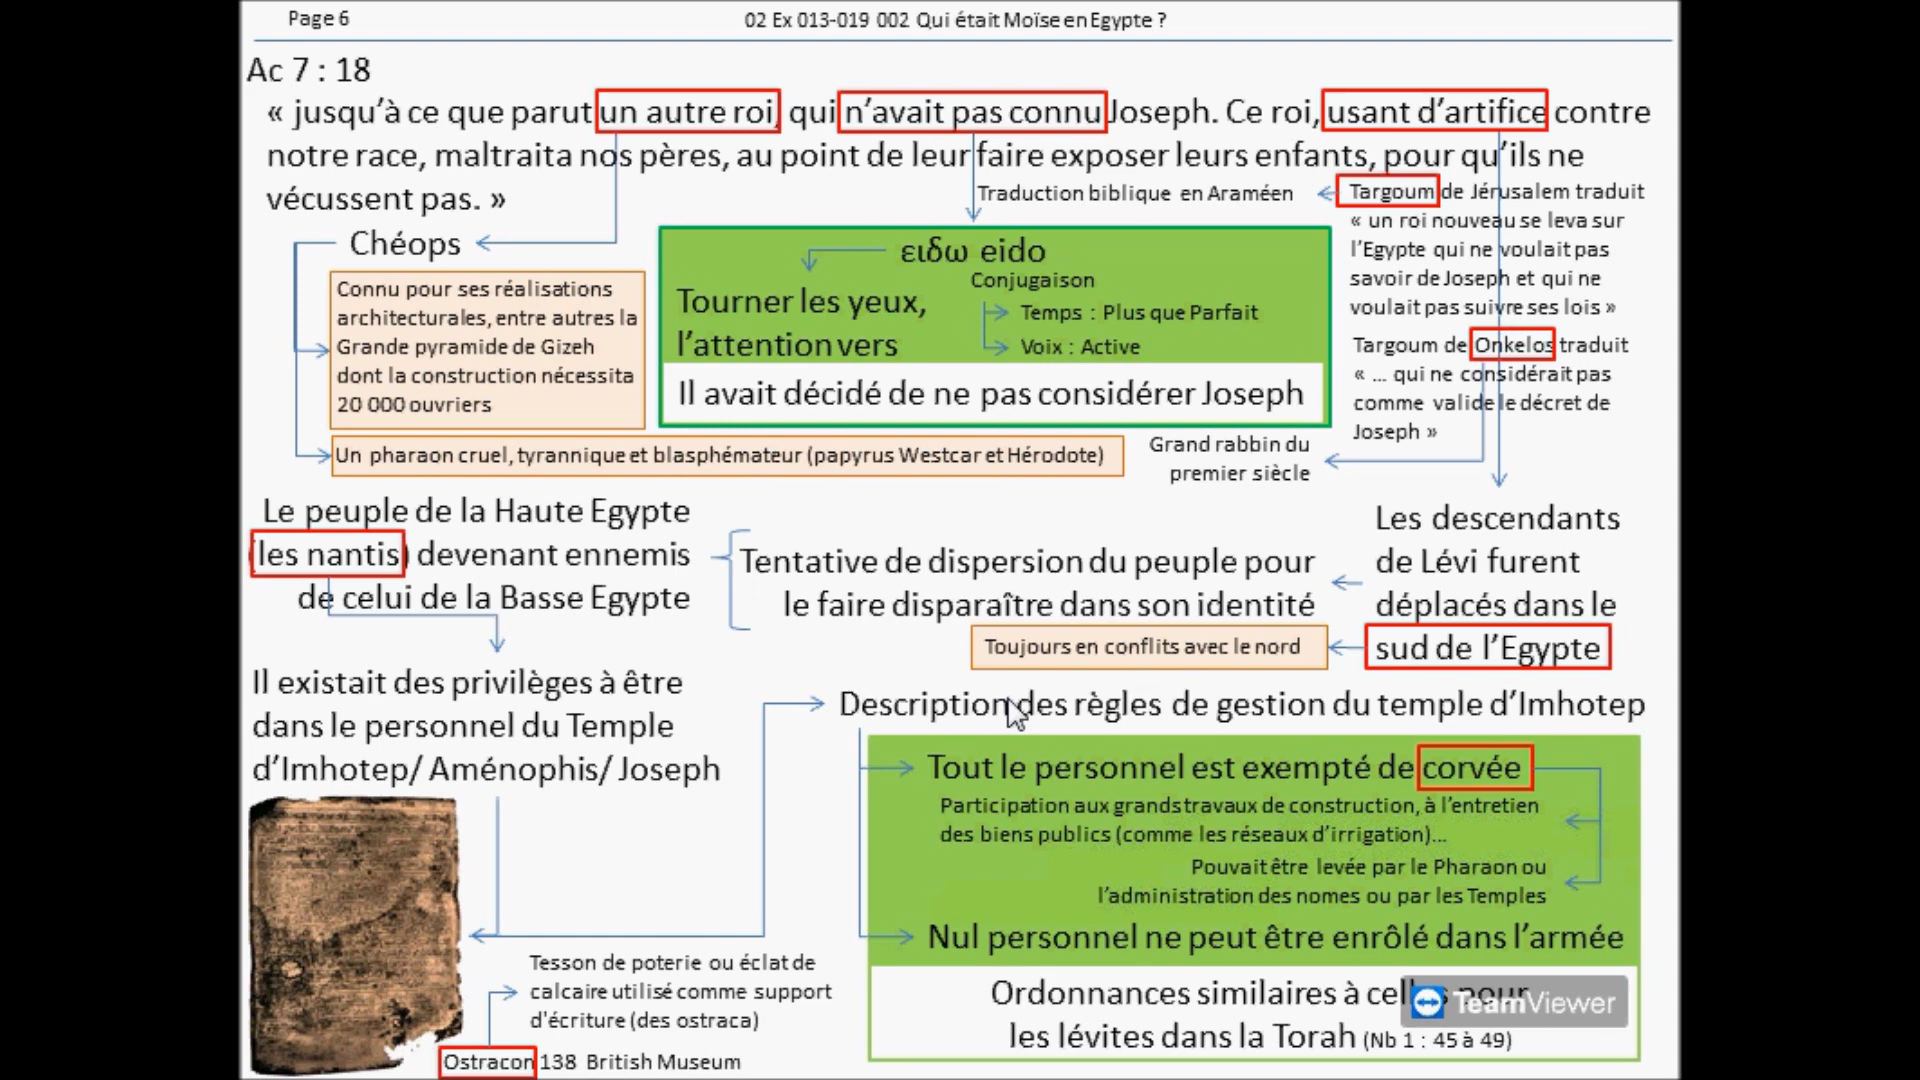 Page 6
02 Ex 013-019 002 Qui était Moïse en Egypte ?
Ac 7 : 18
« jusqu'à ce que parut un autre roi, qui n'avait pas connu Joseph. Ce roi, usant d'artifice contre
notre race, maltraita nos pères, au point de leur faire exposer leurs enfants, pour qu'ils ne
vécussent pas. »
Traduction biblique en Araméen
Targoum de Jérusalem traduit
« un roi nouveau se leva sur
l'Egypte qui ne voulait pas
savoir de Joseph et qui ne
voulait pas suivre ses lois »
Targoum de Onkelos traduit
« ... qui ne considérait pas
comme valide le décret de
Joseph »
Grand rabbin du
premier siècle
Chéops
Connu pour ses réalisations
architecturales, entre autres la
Grande pyramide de Gizeh
dont la construction nécessita
20 000 ouvriers
Un pharaon cruel, tyrannique et blasphémateur (papyrus Westcar et Hérodote)
ειδω eido
Tourner les yeux,
l'attention vers
Conjugaison
Temps : Plus que Parfait
Voix : Active
Il avait décidé de ne pas considérer Joseph
Les descendants
de Lévi furent
déplacés dans le
sud de l'Egypte
Toujours en conflits avec le nord
Tentative de dispersion du peuple pour
le faire disparaître dans son identité
Le peuple de la Haute Egypte
(les nantis) devenant ennemis
de celui de la Basse Egypte
Il existait des privilèges à être
dans le personnel du Temple
d'Imhotep/ Aménophis/ Joseph
Tesson de poterie ou éclat de
calcaire utilisé comme support
d'écriture (des ostraca)
Ostracon 138 British Museum
Description des règles de gestion du temple d'Imhotep
Tout le personnel est exempté de corvée
Participation aux grands travaux de construction, à l'entretien
des biens publics (comme les réseaux d'irrigation)...
Pouvait être levée par le Pharaon ou
l'administration des nomes ou par les Temples
Nul personnel ne peut être enrôlé dans l'armée
Ordonnances similaires à celles pour
les lévites dans la Torah (Nb 1 : 45 à 49)
TeamViewer